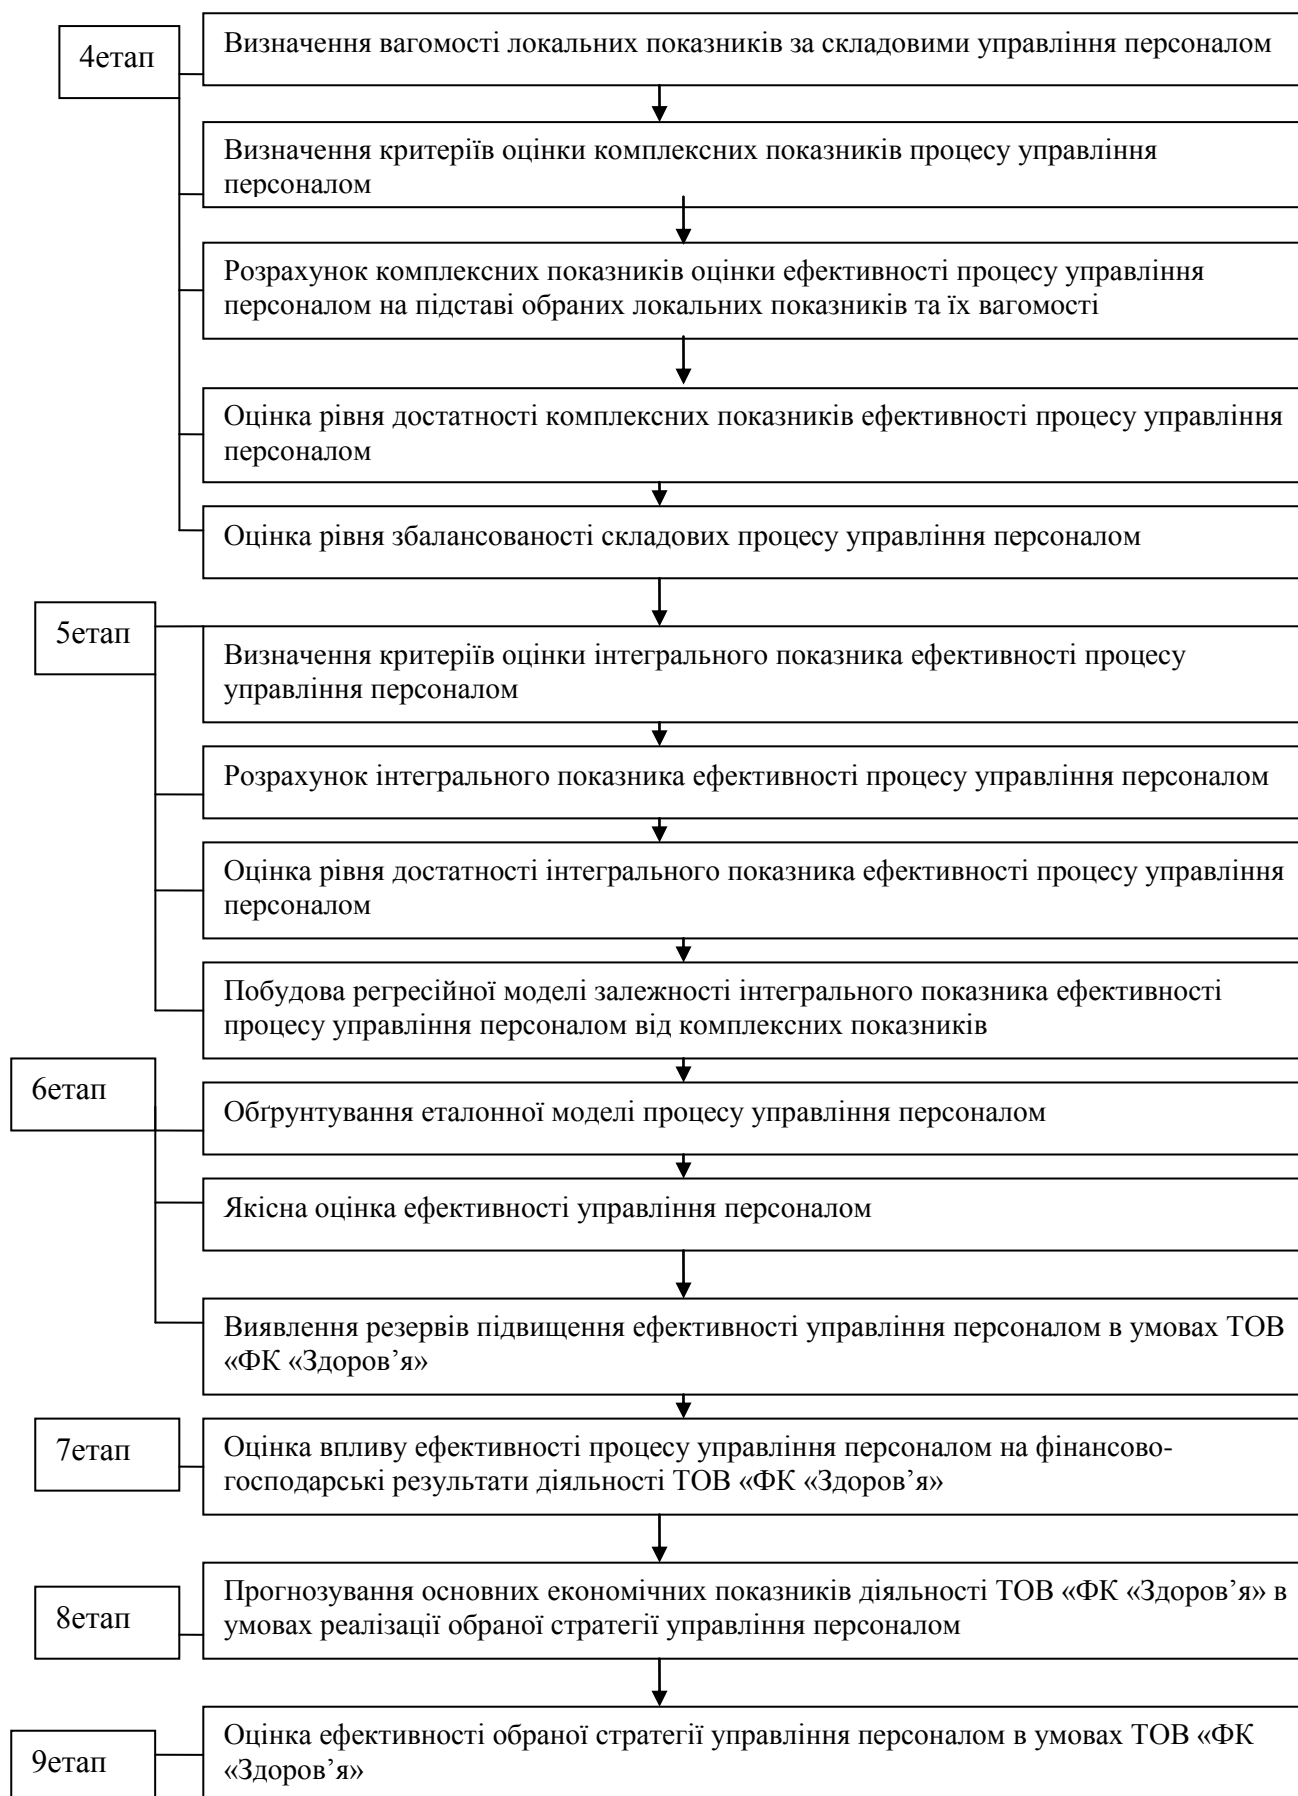 4етап
Визначення вагомості локальних показників за складовими управління персоналом
Визначення критеріїв оцінки комплексних показників процесу управління
персоналом
Розрахунок комплексних показників оцінки ефективності процесу управління
персоналом на підставі обраних локальних показників та їх вагомості
Оцінка рівня достатності комплексних показників ефективності процесу управління
персоналом
Оцінка рівня збалансованості складових процесу управління персоналом
5етап
Визначення критеріїв оцінки інтегрального показника ефективності процесу
управління персоналом
Розрахунок інтегрального показника ефективності процесу управління персоналом
Оцінка рівня достатності інтегрального показника ефективності процесу управління
персоналом
Побудова регресійної моделі залежності інтегрального показника ефективності
процесу управління персоналом від комплексних показників
6етап
Обґрунтування еталонної моделі процесу управління персоналом
Якісна оцінка ефективності управління персоналом
Виявлення резервів підвищення ефективності управління персоналом в умовах ТОВ
«ФК «Здоров’я»
7етап
Оцінка впливу ефективності процесу управління персоналом на фінансово-
господарські результати діяльності ТОВ «ФК «Здоров’я»
8етап
Прогнозування основних економічних показників діяльності ТОВ «ФК «Здоров’я» в
умовах реалізації обраної стратегії управління персоналом
9етап
Оцінка ефективності обраної стратегії управління персоналом в умовах ТОВ «ФК
«Здоров’я»